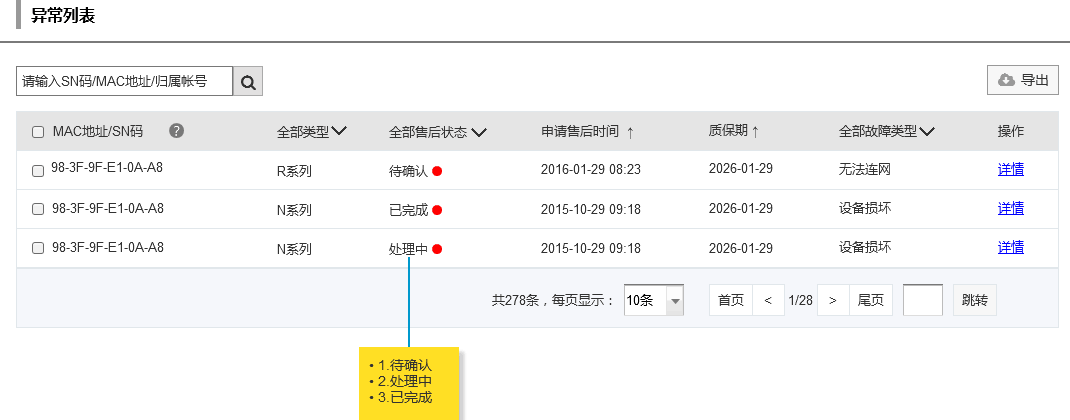 异常列表
请输入SN码/MAC地址/归属帐号
导出
MAC地址/SN码 ? 全部类型 全部售后状态 申请售后时间 ↑ 质保期↑ 全部故障类型 操作
98-3F-9F-E1-0A-A8 R系列 待确认 2016-01-29 08:23 2026-01-29 无法连网 详情
98-3F-9F-E1-0A-A8 N系列 已完成 2015-10-29 09:18 2026-01-29 设备损坏 详情
98-3F-9F-E1-0A-A8 N系列 处理中 2015-10-29 09:18 2026-01-29 设备损坏 详情
共278条，每页显示： 10条 首页 < 1/28 > 尾页 跳转
• 1.待确认
• 2.处理中
• 3.已完成